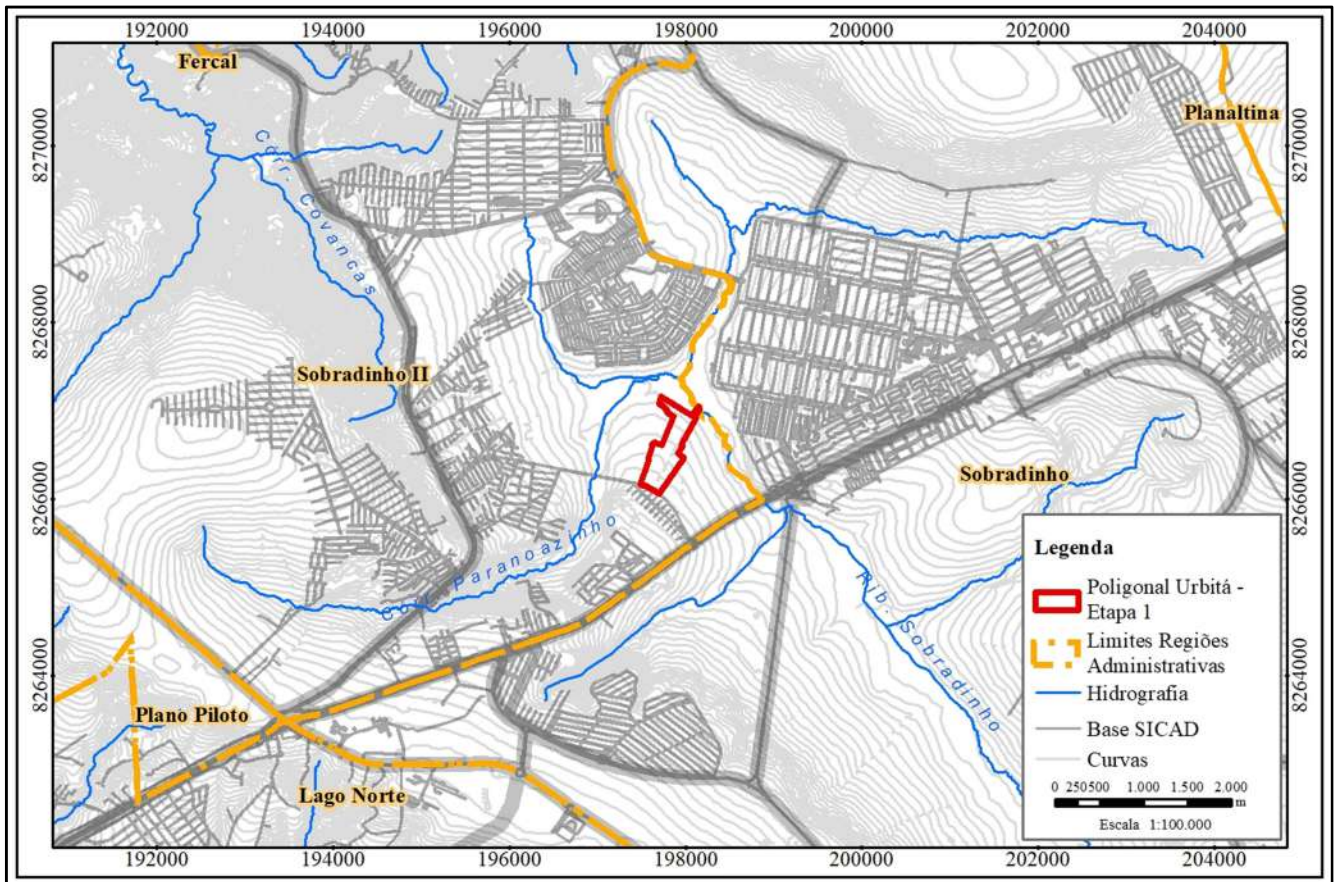 192000 194000 196000 198000 200000 202000 204000
Fercal
Planaltina
8270000
8270000
Corr. Covancas
8268000
8268000
Sobradinho II
Sobradinho
8266000
8266000
Corr. Paranoazinho
Rib. Sobradinho
8264000
8264000
Plano Piloto
Lago Norte
Legenda
Poligonal Urbitá -
Etapa 1
Limites Regiões
Administrativas
Hidrografia
Base SICAD
Curvas
0 250500 1.000 1.500 2.000
m
Escala 1:100.000
192000 194000 196000 198000 200000 202000 204000